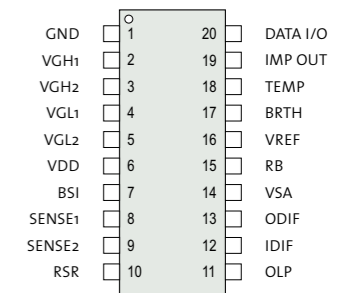 GND 1 20 DATA I/O
VGH1 2 19 IMP OUT
VGH2 3 18 TEMP
VGL1 4 17 BRTH
VGL2 5 16 VREF
VDD 6 15 RB
BSI 7 14 VSA
SENSE1 8 13 ODIF
SENSE2 9 12 IDIF
RSR 10 11 OLP